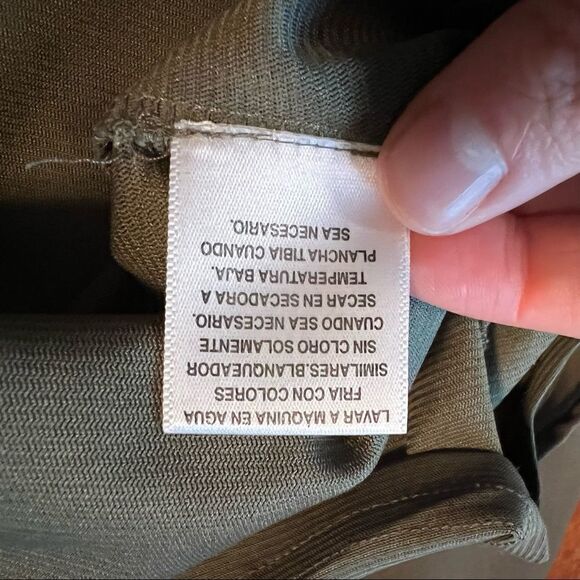 LAVAR A MÁQUINA EN AGUA
FRIA CON COLORES
SIMILARES.BLANQUEADOR
SIN CLORO SOLAMENTE
CUANDO SEA NECESARIO.
SECAR EN SECADORA A
TEMPERATURA BAJA.
PLANCHA TIBIA CUANDO
SEA NECESARIO.